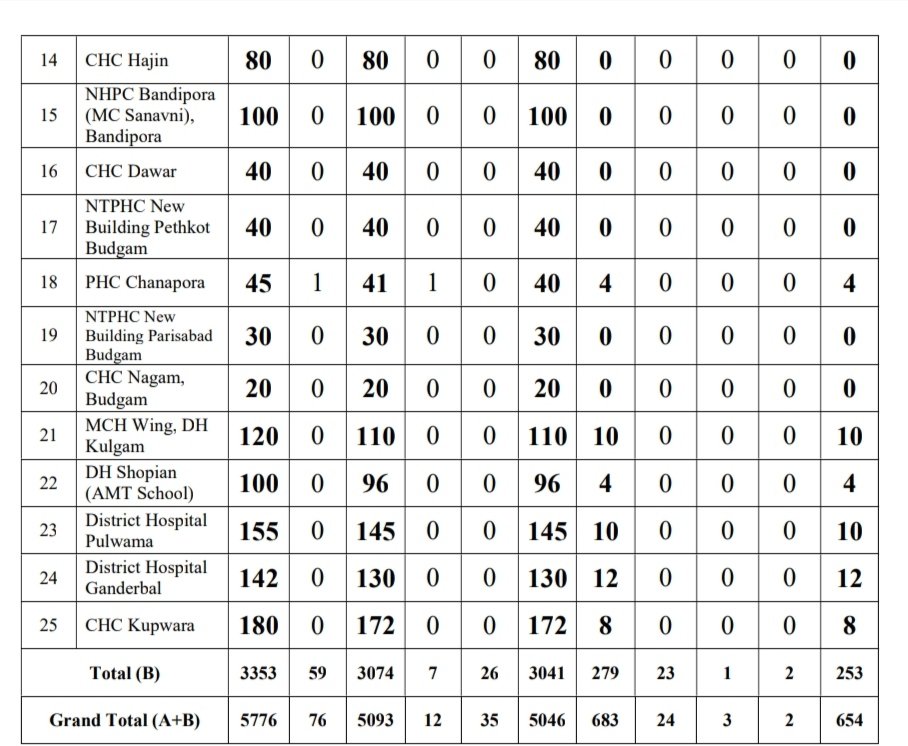 14 CHC Hajin 80 0 80 0 0 80 0 0 0 0 0
NHPC Bandipora
15 (MC Sanavni), 100 0 100 0 0 100 0 0 0 0 0
Bandipora
16 CHC Dawar 40 0 40 0 0 40 0 0 0 0 0
NTPHC New
17 Building Pethkot 40 0 40 0 0 40 0 0 0 0 0
Budgam
18 PHC Chanapora 45 1 41 1 0 40 4 0 0 0 4
NTPHC New
19 Building Parisabad 30 0 30 0 0 30 0 0 0 0 0
Budgam
20 CHC Nagam, 20 0 20 0 0 20 0 0 0 0 0
Budgam
21 MCH Wing, DH 120 0 110 0 0 110 10 0 0 0 10
Kulgam
22 DH Shopian 100 0 96 0 0 96 4 0 0 0 4
(AMT School)
23 District Hospital 155 0 145 0 0 145 10 0 0 0 10
Pulwama
24 District Hospital 142 0 130 0 0 130 12 0 0 0 12
Ganderbal
25 CHC Kupwara 180 0 172 0 0 172 8 0 0 0 8
Total (B) 3353 59 3074 7 26 3041 279 23 1 2 253
Grand Total (A+B) 5776 76 5093 12 35 5046 683 24 3 2 654